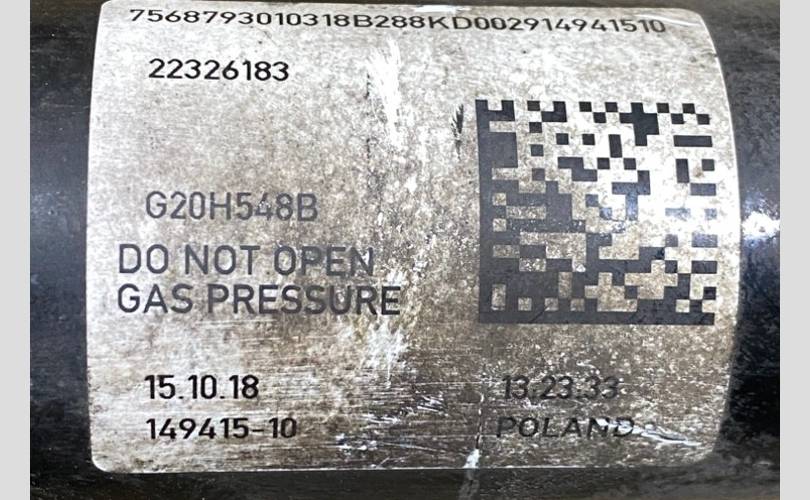 7568793010318B288KD002914941510
22326183
G20H548B
DO NOT OPEN
GAS PRESSURE
15.10.18 13:23:33
149415-10 POLAND